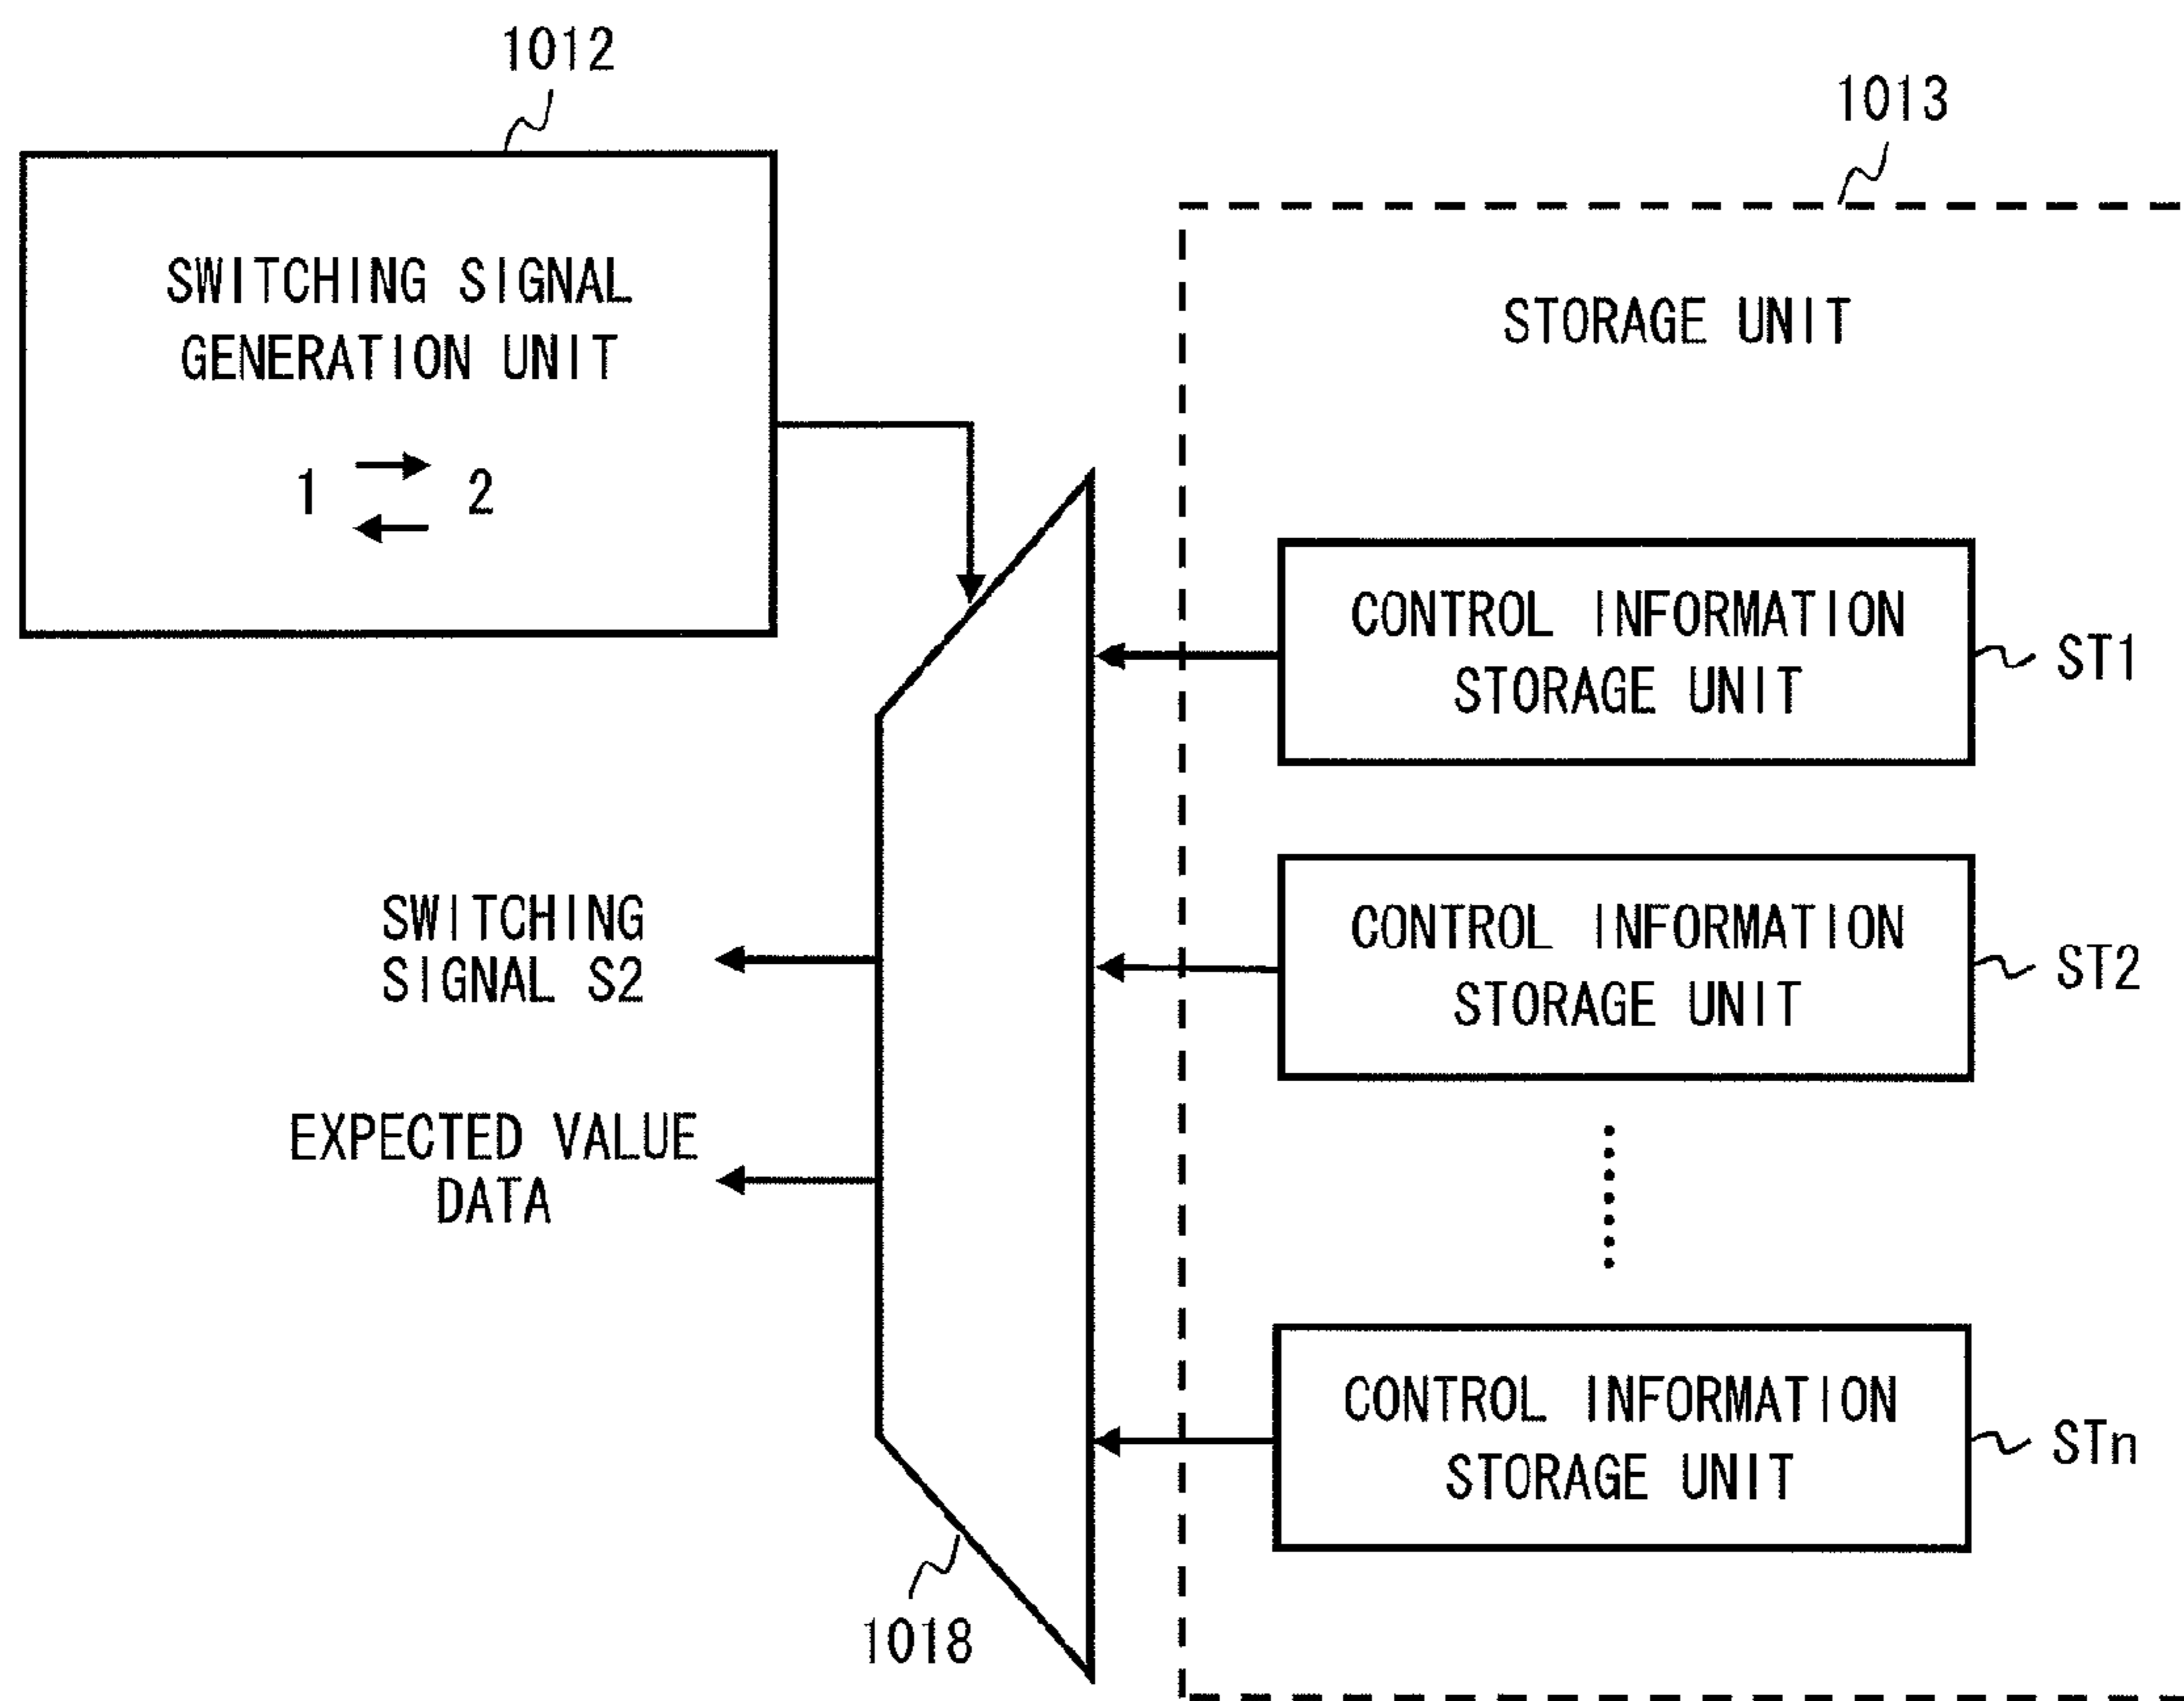 1012
1013
SWITCHING SIGNAL
GENERATION UNIT
1 2
STORAGE UNIT
CONTROL INFORMATION
STORAGE UNIT
ST1
SWITCHING
SIGNAL S2
CONTROL INFORMATION
STORAGE UNIT
ST2
EXPECTED VALUE
DATA
CONTROL INFORMATION
STORAGE UNIT
STn
1018